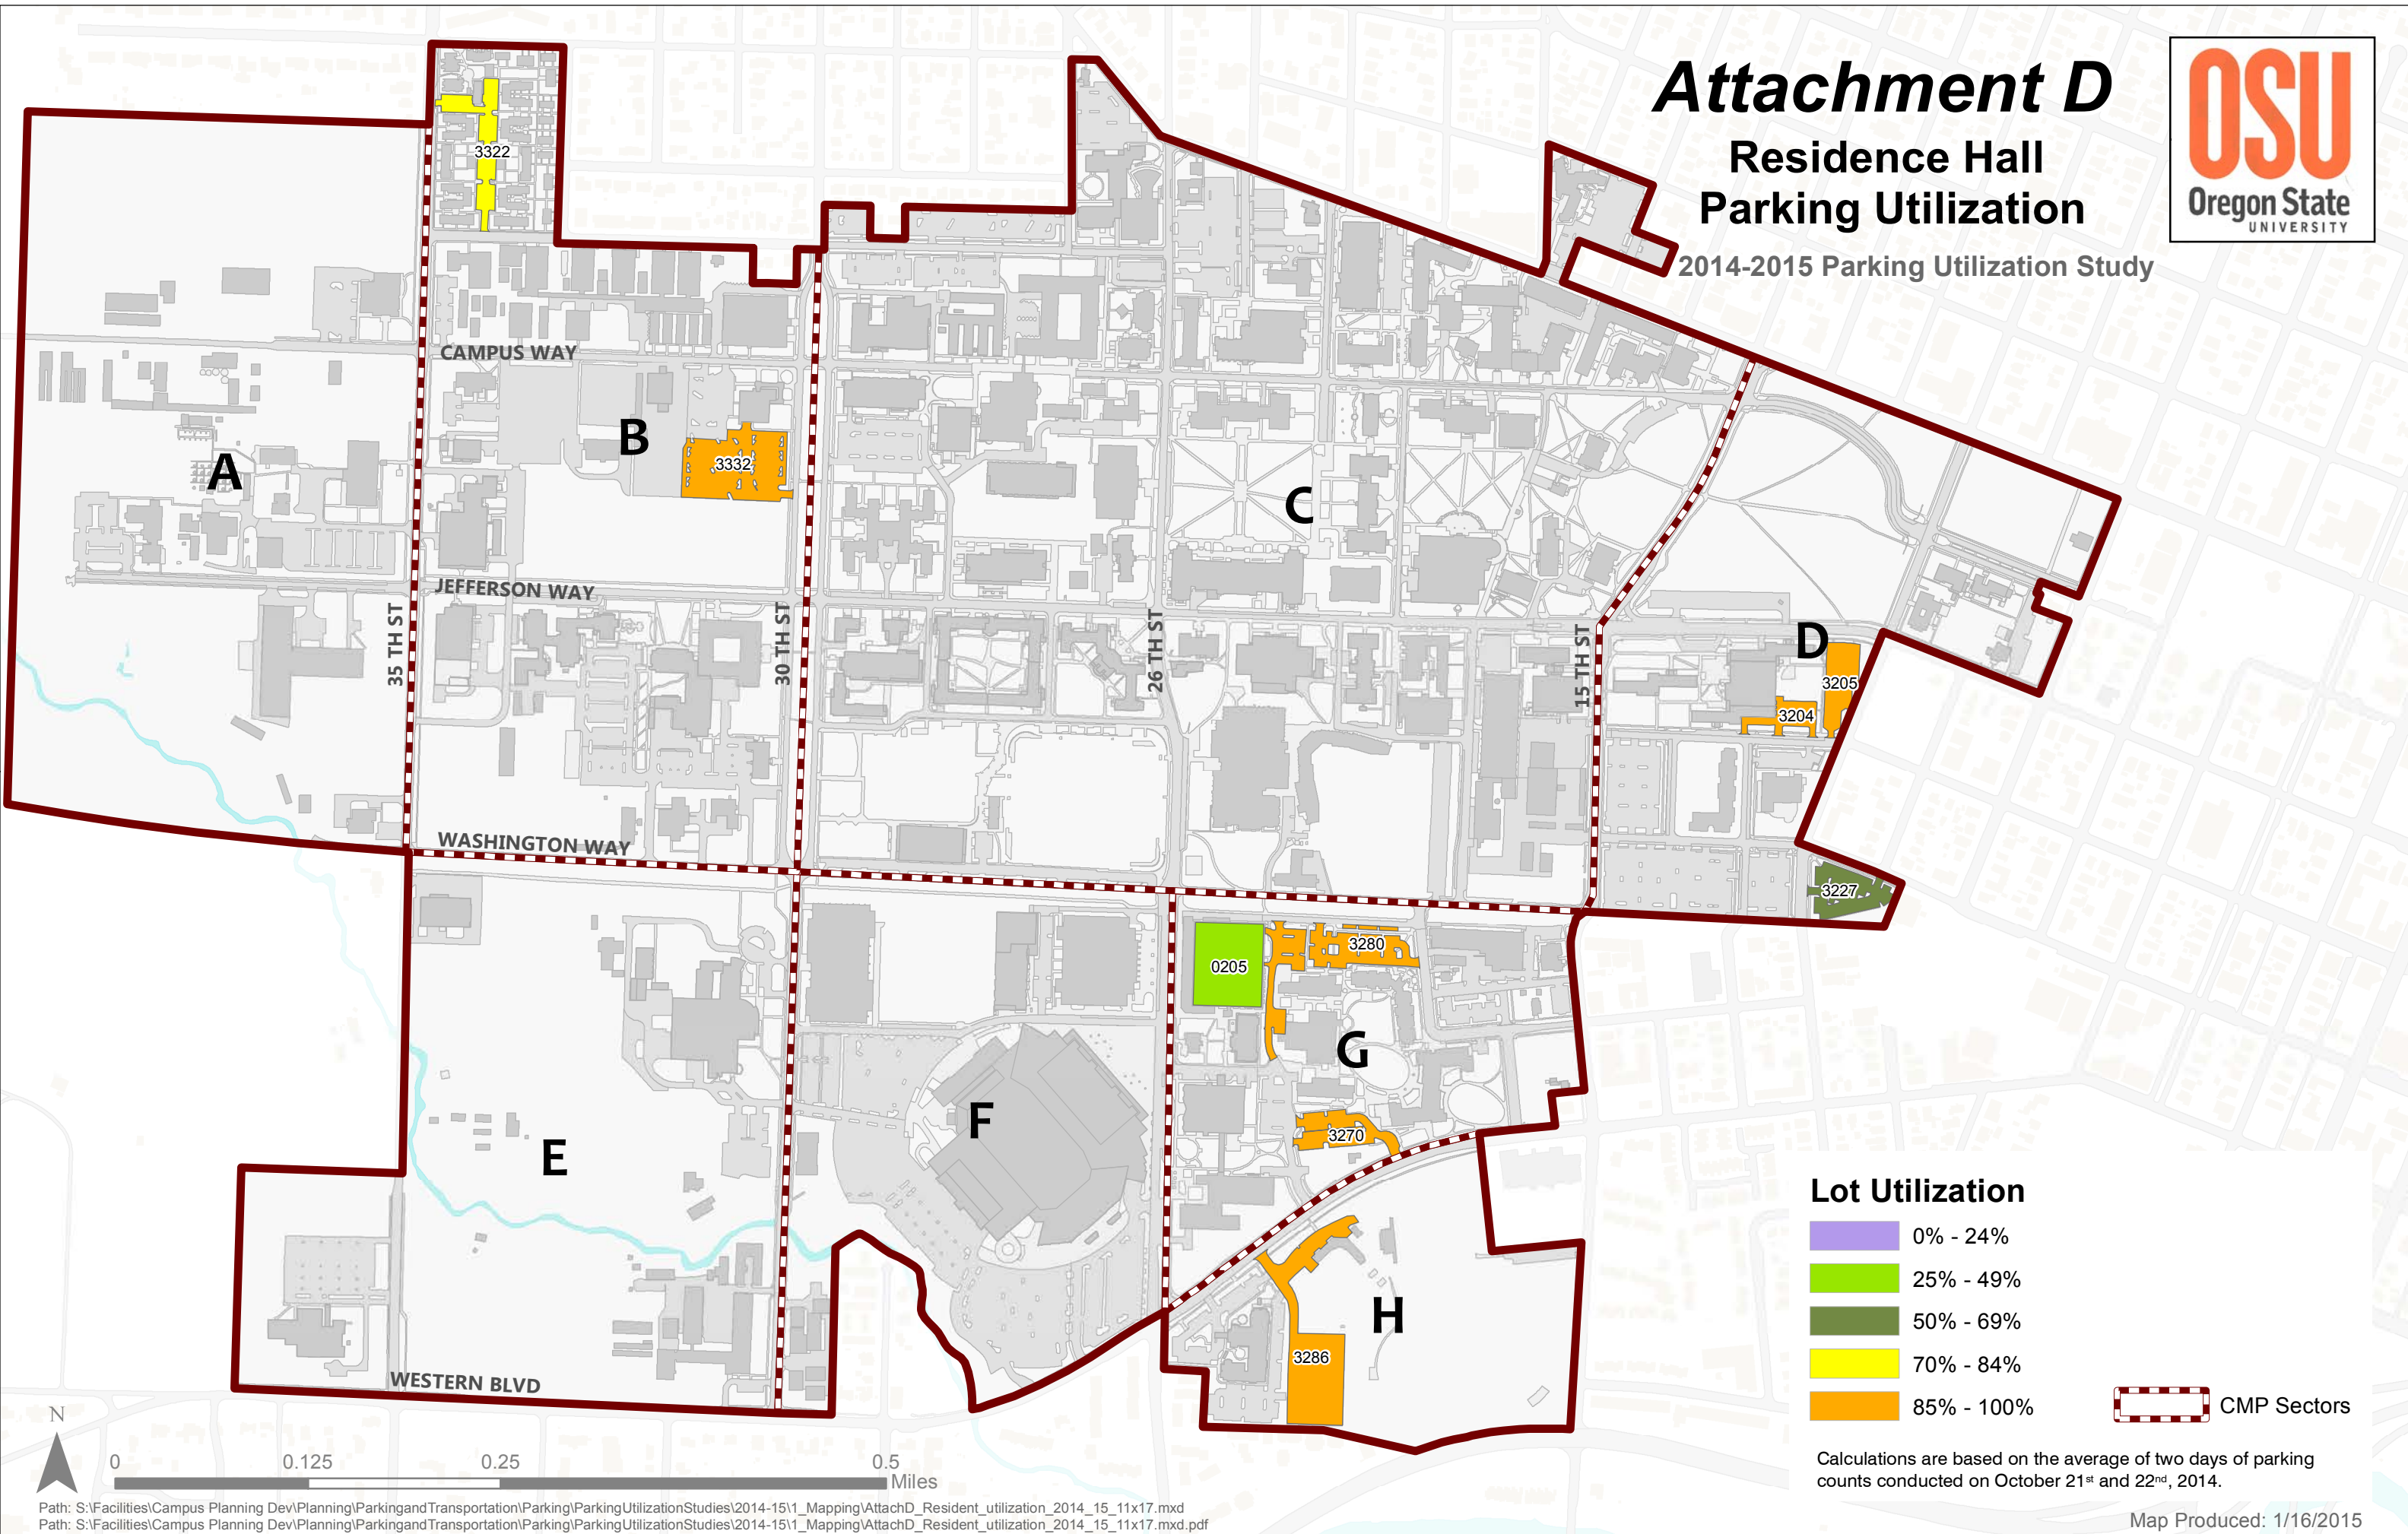 Attachment D
Residence Hall
Parking Utilization
2014-2015 Parking Utilization Study
OSU
Oregon State
UNIVERSITY
3322
CAMPUS WAY
B
3332
A
C
JEFFERSON WAY
35 TH ST
30 TH ST
26 TH ST
15 TH ST
D
3205
3204
WASHINGTON WAY
3227
3280
0205
G
F
3270
E
H
3286
WESTERN BLVD
Lot Utilization
0% - 24%
25% - 49%
50% - 69%
70% - 84%
85% - 100%
CMP Sectors
Calculations are based on the average of two days of parking
counts conducted on October 21st and 22nd, 2014.
N
0 0.125 0.25 0.5
Miles
Path: S:\Facilities\Campus Planning Dev\Planning\ParkingandTransportation\Parking\ParkingUtilizationStudies\2014-15\1_Mapping\AttachD_Resident_utilization_2014_15_11x17.mxd
Path: S:\Facilities\Campus Planning Dev\Planning\ParkingandTransportation\Parking\ParkingUtilizationStudies\2014-15\1_Mapping\AttachD_Resident_utilization_2014_15_11x17.mxd.pdf
Map Produced: 1/16/2015